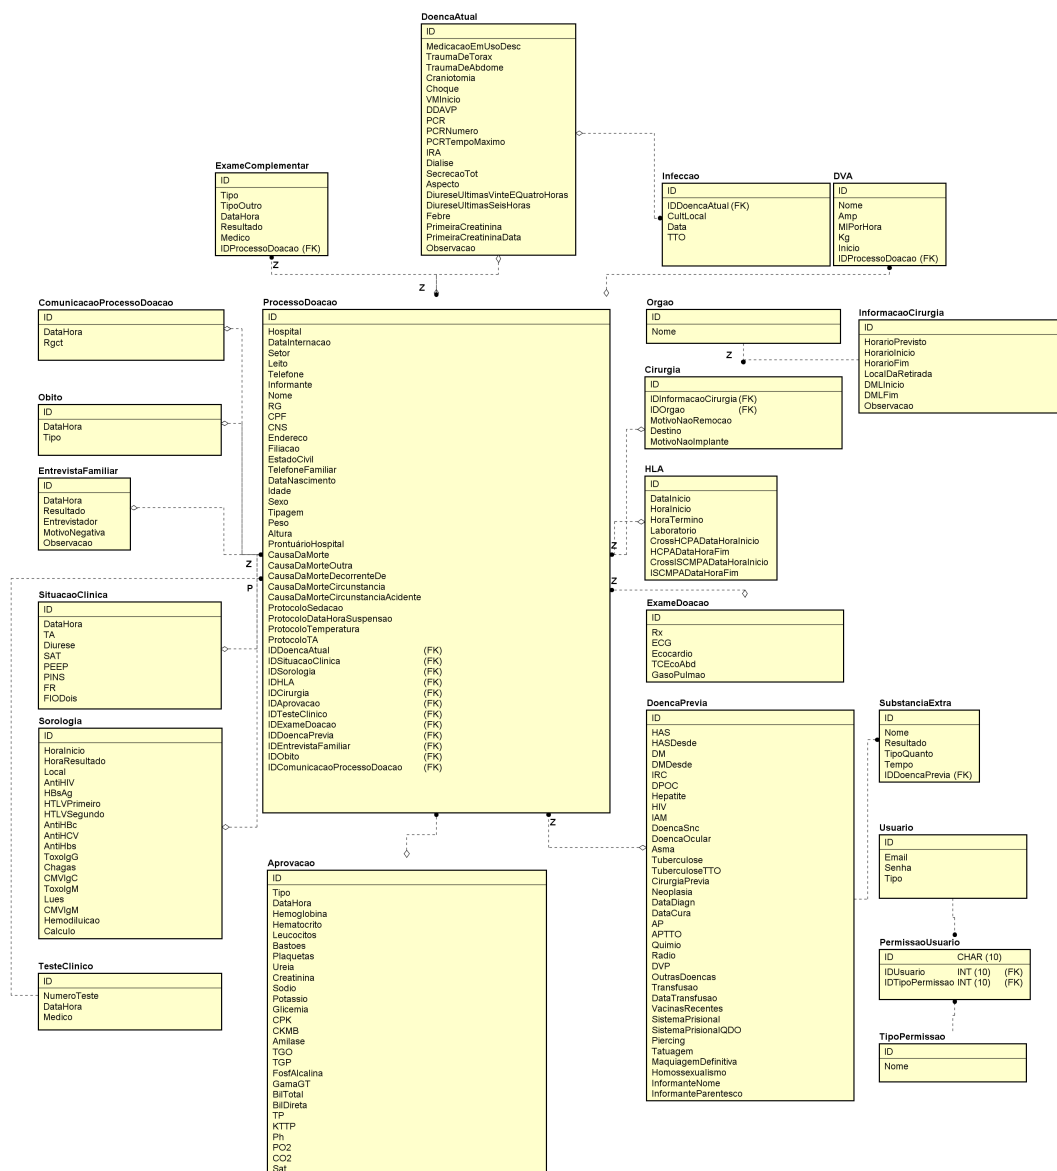 DoencaAtual
ID
MedicacaoEmUsoDesc
TraumaDeTorax
TraumaDeAbdome
Craniotomia
Choque
VMInicio
DDAVP
PCR
PCRNumero
PCRTempoMaximo
IRA
Dialise
SecrecaoTot
Aspecto
DiureseUltimasVinteEQuatroHoras
DiureseUltimasSeisHoras
Febre
PrimeiraCreatinina
PrimeiraCreatininaData
Observacao
ExameComplementar
ID
Tipo
TipoOutro
DataHora
Resultado
Medico
IDProcessoDoacao (FK)
Z
Z
Infeccao
ID
IDDoencaAtual (FK)
CultLocal
Data
TTO
DVA
ID
Nome
Amp
MlPorHora
Kg
Inicio
IDProcessoDoacao (FK)
ComunicacaoProcessoDoacao
ID
DataHora
Rgct
Obito
ID
DataHora
Tipo
EntrevistaFamiliar
ID
DataHora
Resultado
Entrevistador
MotivoNegativa
Observacao
Z
P
SituacaoClinica
ID
DataHora
TA
Diurese
SAT
PEEP
PINS
FR
FIODois
Sorologia
ID
HoraInicio
HoraResultado
Local
AntiHIV
HBsAg
HTLVPrimeiro
HTLVSegundo
AntiHBc
AntiHCV
AntiHbs
ToxoIgG
Chagas
CMVIgC
ToxoIgM
Lues
CMVIgM
Hemodiluicao
Calculo
TesteClinico
ID
NumeroTeste
DataHora
Medico
ProcessoDoacao
ID
Hospital
DataInternacao
Setor
Leito
Telefone
Informante
Nome
RG
CPF
CNS
Endereco
Filiacao
EstadoCivil
TelefoneFamiliar
DataNascimento
Idade
Sexo
Tipagem
Peso
Altura
ProntuárioHospital
CausaDaMorte
CausaDaMorteOutra
CausaDaMorteDecorrenteDe
CausaDaMorteCircunstancia
CausaDaMorteCircunstanciaAcidente
ProtocoloSedacao
ProtocoloDataHoraSuspensao
ProtocoloTemperatura
ProtocoloTA
IDDoencaAtual (FK)
IDSituacaoClinica (FK)
IDSorologia (FK)
IDHLA (FK)
IDCirurgia (FK)
IDAprovacao (FK)
IDTesteClinico (FK)
IDExameDoacao (FK)
IDDoencaPrevia (FK)
IDEntrevistaFamiliar (FK)
IDObito (FK)
IDComunicacaoProcessoDoacao (FK)
Z
Z
Z
Aprovacao
ID
Tipo
DataHora
Hemoglobina
Hematocrito
Leucocitos
Bastoes
Plaquetas
Ureia
Creatinina
Sodio
Potassio
Glicemia
CPK
CKMB
Amilase
TGO
TGP
FosfAlcalina
GamaGT
BilTotal
BilDireta
TP
KTTP
Ph
PO2
CO2
Sat
Orgao
ID
Nome
Z
InformacaoCirurgia
ID
HorarioPrevisto
HorarioInicio
HorarioFim
LocalDaRetirada
DMLInicio
DMLFim
Observacao
Cirurgia
ID
IDInformacaoCirurgia (FK)
IDOrgao (FK)
MotivoNaoRemocao
Destino
MotivoNaoImplante
HLA
ID
DataInicio
HoraInicio
HoraTermino
Laboratorio
CrossHCPADataHoraInicio
HCPADataHoraFim
CrossISCMPADataHoraInicio
ISCMPADataHoraFim
ExameDoacao
ID
Rx
ECG
Ecocardio
TCEcoAbd
GasoPulmao
DoencaPrevia
ID
HAS
HASDesde
DM
DMDesde
IRC
DPOC
Hepatite
HIV
IAM
DoencaSnc
DoencaOcular
Asma
Tuberculose
TuberculoseTTO
CirurgiaPrevia
Neoplasia
DataDiagn
DataCura
AP
APTTO
Quimio
Radio
DVP
OutrasDoencas
Transfusao
DataTransfusao
VacinasRecentes
SistemaPrisional
SistemaPrisionalQDO
Piercing
Tatuagem
MaquiagemDefinitiva
Homossexualismo
InformanteNome
InformanteParentesco
SubstanciaExtra
ID
Nome
Resultado
TipoQuanto
Tempo
IDDoencaPrevia (FK)
Usuario
ID
Email
Senha
Tipo
PermissaoUsuario
ID CHAR (10)
IDUsuario INT (10) (FK)
IDTipoPermissao INT (10) (FK)
TipoPermissao
ID
Nome